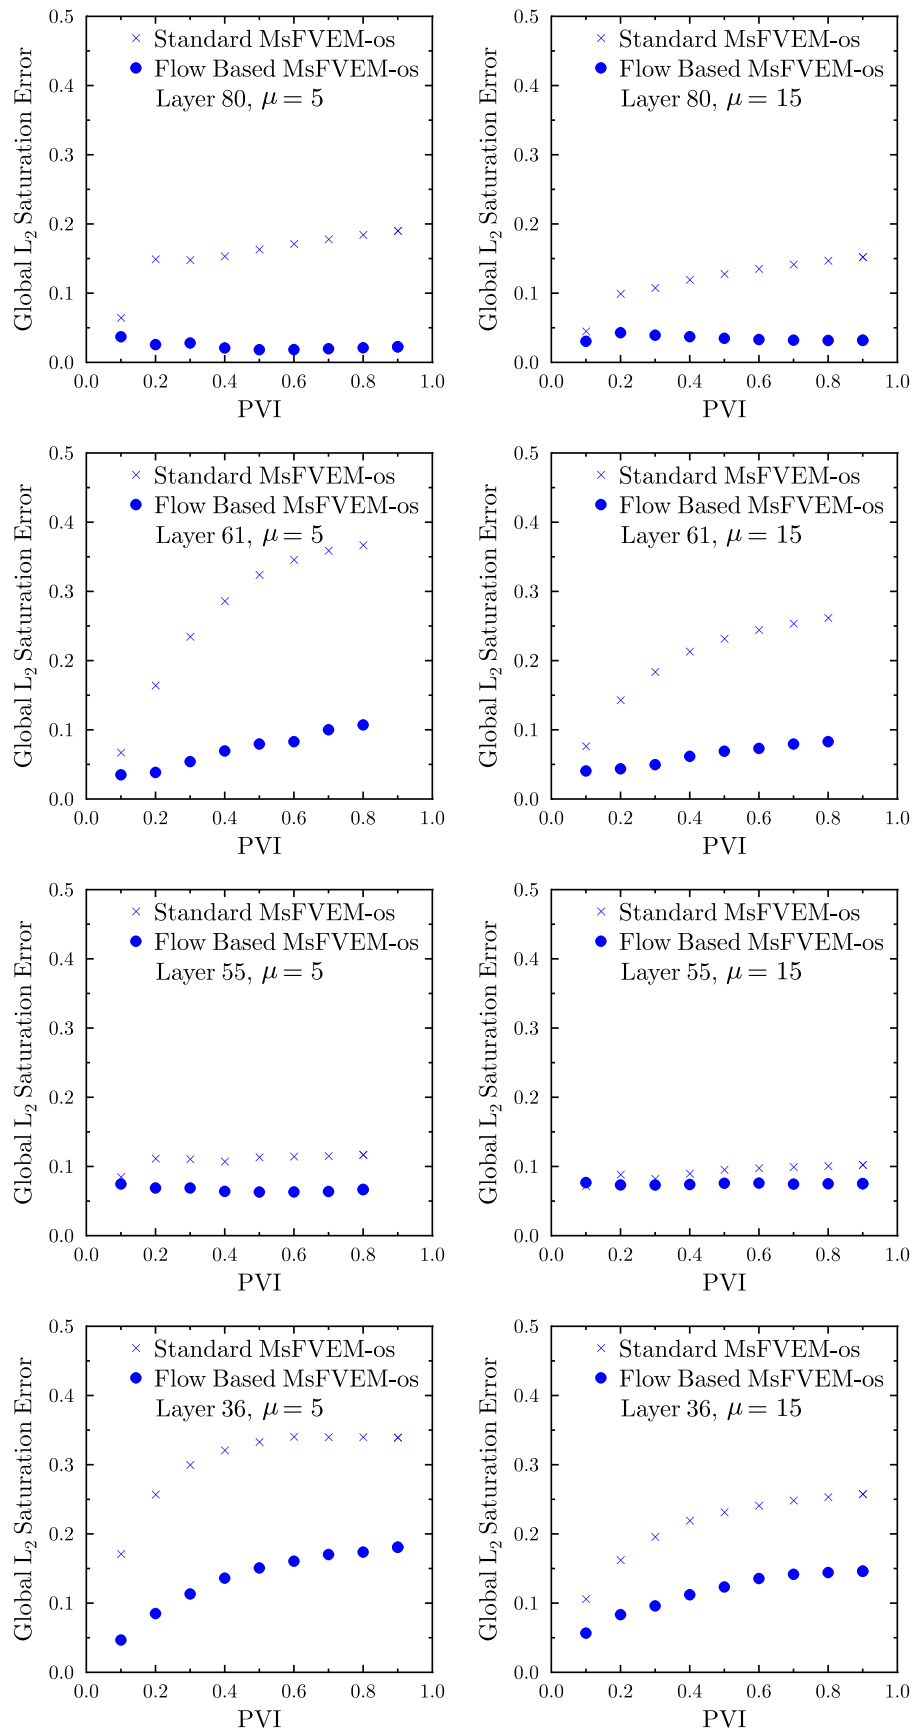 × Standard MsFVEM-os
● Flow Based MsFVEM-os
Layer 80, μ = 5
Global L₂ Saturation Error
0.5
0.4
0.3
0.2
0.1
0.0
0.0 0.2 0.4 0.6 0.8 1.0
PVI
× Standard MsFVEM-os
● Flow Based MsFVEM-os
Layer 80, μ = 15
Global L₂ Saturation Error
0.5
0.4
0.3
0.2
0.1
0.0
0.0 0.2 0.4 0.6 0.8 1.0
PVI
× Standard MsFVEM-os
● Flow Based MsFVEM-os
Layer 61, μ = 5
Global L₂ Saturation Error
0.5
0.4
0.3
0.2
0.1
0.0
0.0 0.2 0.4 0.6 0.8 1.0
PVI
× Standard MsFVEM-os
● Flow Based MsFVEM-os
Layer 61, μ = 15
Global L₂ Saturation Error
0.5
0.4
0.3
0.2
0.1
0.0
0.0 0.2 0.4 0.6 0.8 1.0
PVI
× Standard MsFVEM-os
● Flow Based MsFVEM-os
Layer 55, μ = 5
Global L₂ Saturation Error
0.5
0.4
0.3
0.2
0.1
0.0
0.0 0.2 0.4 0.6 0.8 1.0
PVI
× Standard MsFVEM-os
● Flow Based MsFVEM-os
Layer 55, μ = 15
Global L₂ Saturation Error
0.5
0.4
0.3
0.2
0.1
0.0
0.0 0.2 0.4 0.6 0.8 1.0
PVI
× Standard MsFVEM-os
● Flow Based MsFVEM-os
Layer 36, μ = 5
Global L₂ Saturation Error
0.5
0.4
0.3
0.2
0.1
0.0
0.0 0.2 0.4 0.6 0.8 1.0
PVI
× Standard MsFVEM-os
● Flow Based MsFVEM-os
Layer 36, μ = 15
Global L₂ Saturation Error
0.5
0.4
0.3
0.2
0.1
0.0
0.0 0.2 0.4 0.6 0.8 1.0
PVI